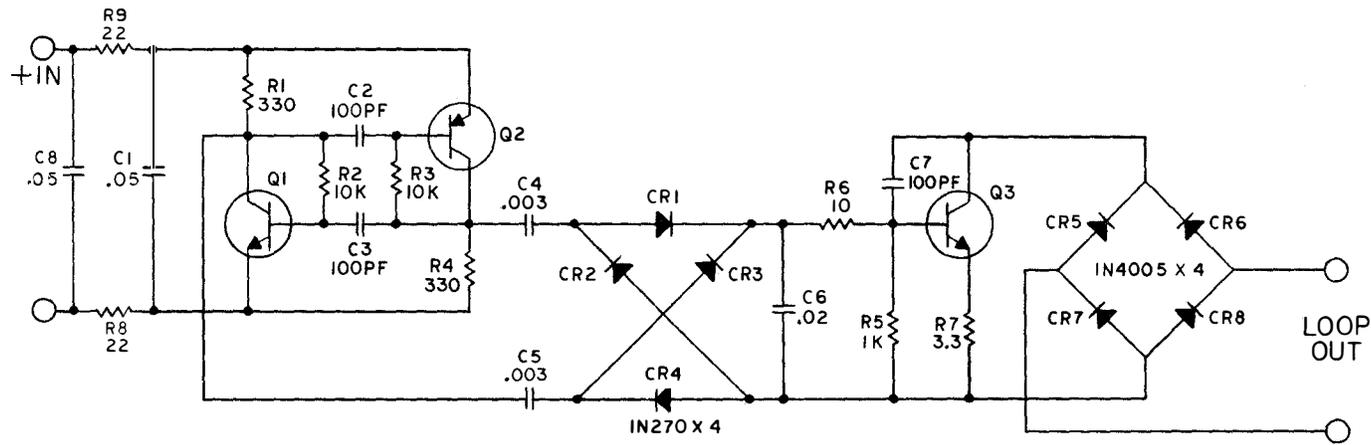 R9
22
+IN
C8
.05
C1
.05
R8
22
R1
330
C2
100PF
R2
10K
R3
10K
Q1
C3
100PF
Q2
R4
330
C4
.003
C5
.003
CR1
CR2
CR3
CR4
IN270 X 4
C6
.02
R6
10
C7
100PF
R5
1K
Q3
R7
3.3
CR5
CR6
IN4005 X 4
CR7
CR8
LOOP
OUT